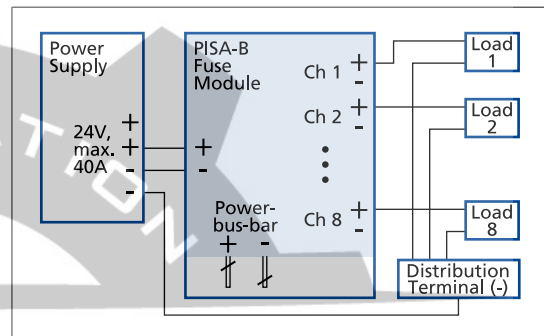 Power
Supply
24V,
max.
40A
+
+
-
-
PISA-B
Fuse
Module
+
-
Ch 1
+
-
Ch 2
+
-
Ch 8
+
-
Power-
bus-bar
+ -
Load
1
Load
2
Load
8
Distribution
Terminal (-)